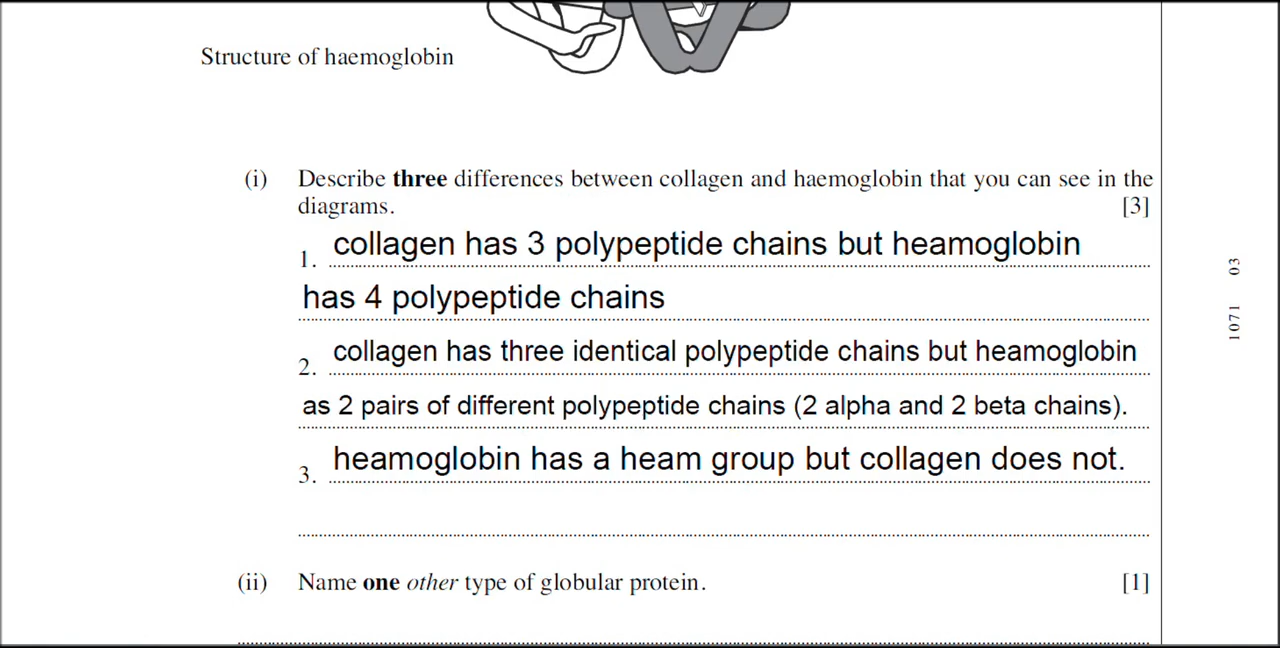 Structure of haemoglobin
(i) Describe three differences between collagen and haemoglobin that you can see in the
diagrams. [3]
1. collagen has 3 polypeptide chains but heamoglobin
has 4 polypeptide chains
2. collagen has three identical polypeptide chains but heamoglobin
as 2 pairs of different polypeptide chains (2 alpha and 2 beta chains).
3. heamoglobin has a heam group but collagen does not.
(ii) Name one other type of globular protein. [1]
1071 03